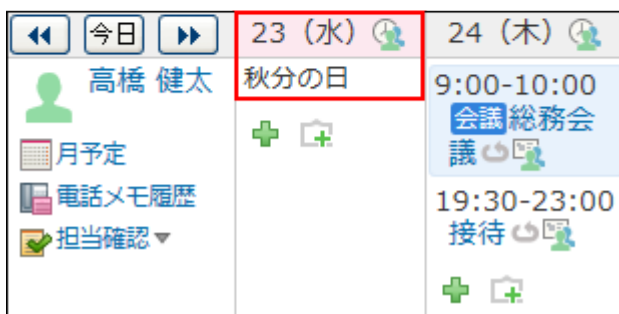 今日
23（水）
24（木）
高橋 健太
月予定
電話メモ履歴
担当確認▼
秋分の日
9:00-10:00
会議総務会
議
19:30-23:00
接待